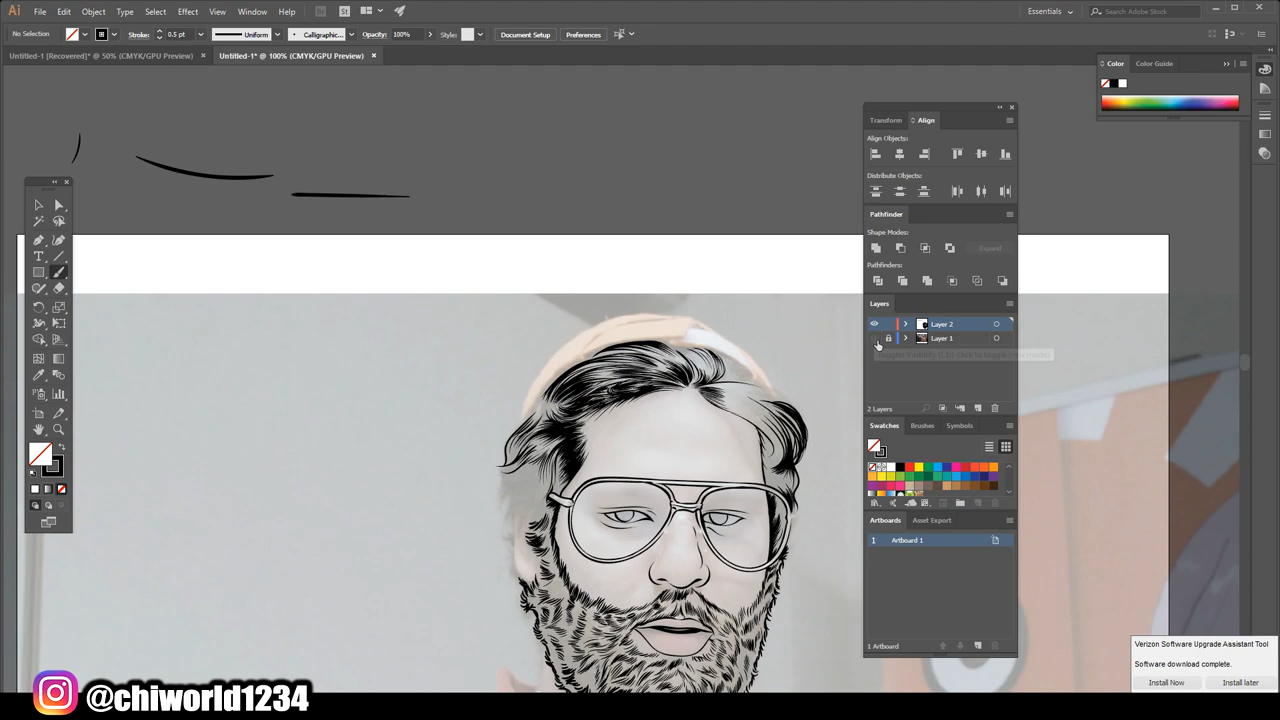 Ai File Edit Object Type Select Effect View Window Help Br St Essentials Search Adobe Stock
No Selection Stroke: 0.5 pt Uniform Calligraphic... Opacity: 100% Style: Document Setup Preferences
Untitled-1 [Recovered]* @ 50% (CMYK/GPU Preview) Untitled-1* @ 100% (CMYK/GPU Preview)
Color Color Guide
Transform Align
Align Objects:
Distribute Objects:
Pathfinder
Shape Modes:
Expand
Pathfinders:
Layers
Layer 2
Layer 1
2 Layers
Swatches Brushes Symbols
Artboards Asset Export
1 Artboard 1
1 Artboard
Verizon Software Upgrade Assistant Tool
Software download complete.
Install Now Install later
@chiworld1234